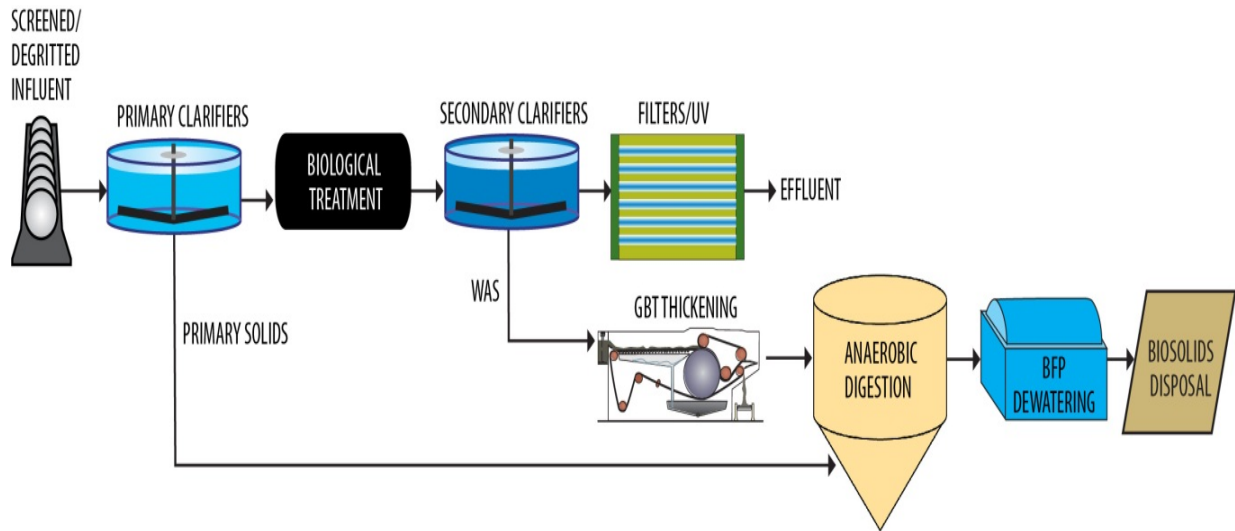 SCREENED/
DEGRITTED
INFLUENT
PRIMARY CLARIFIERS
BIOLOGICAL
TREATMENT
SECONDARY CLARIFIERS
FILTERS/UV
EFFLUENT
WAS
PRIMARY SOLIDS
GBT THICKENING
ANAEROBIC
DIGESTION
BFP
DEWATERING
BIOSOLIDS
DISPOSAL